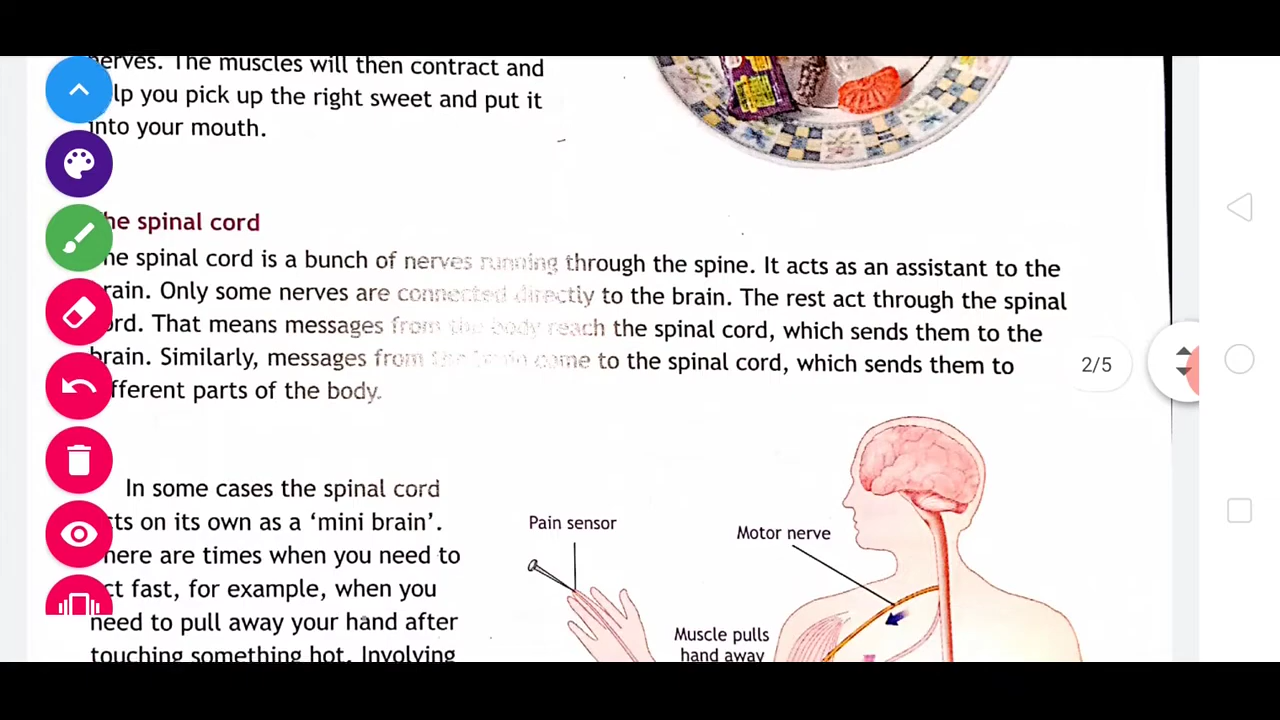 nerves. The muscles will then contract and
lp you pick up the right sweet and put it
into your mouth.
he spinal cord
he spinal cord is a bunch of nerves running through the spine. It acts as an assistant to the
rain. Only some nerves are connected directly to the brain. The rest act through the spinal
ord. That means messages from the body reach the spinal cord, which sends them to the
brain. Similarly, messages from the brain come to the spinal cord, which sends them to
fferent parts of the body.
2/5
In some cases the spinal cord
ts on its own as a ‘mini brain’.
here are times when you need to
ct fast, for example, when you
need to pull away your hand after
touching something hot. Involving
Pain sensor
Motor nerve
Muscle pulls
hand away